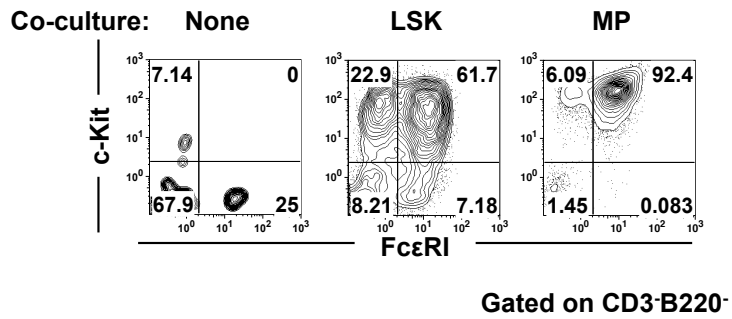 Co-culture: None LSK MP
c-Kit
10³ 10² 10¹ 10⁰
7.14 0
67.9 25
10⁰ 10¹ 10² 10³
10³ 10² 10¹ 10⁰
22.9 61.7
8.21 7.18
10⁰ 10¹ 10² 10³
10³ 10² 10¹ 10⁰
6.09 92.4
1.45 0.083
10⁰ 10¹ 10² 10³
FcεRI
Gated on CD3⁻B220⁻